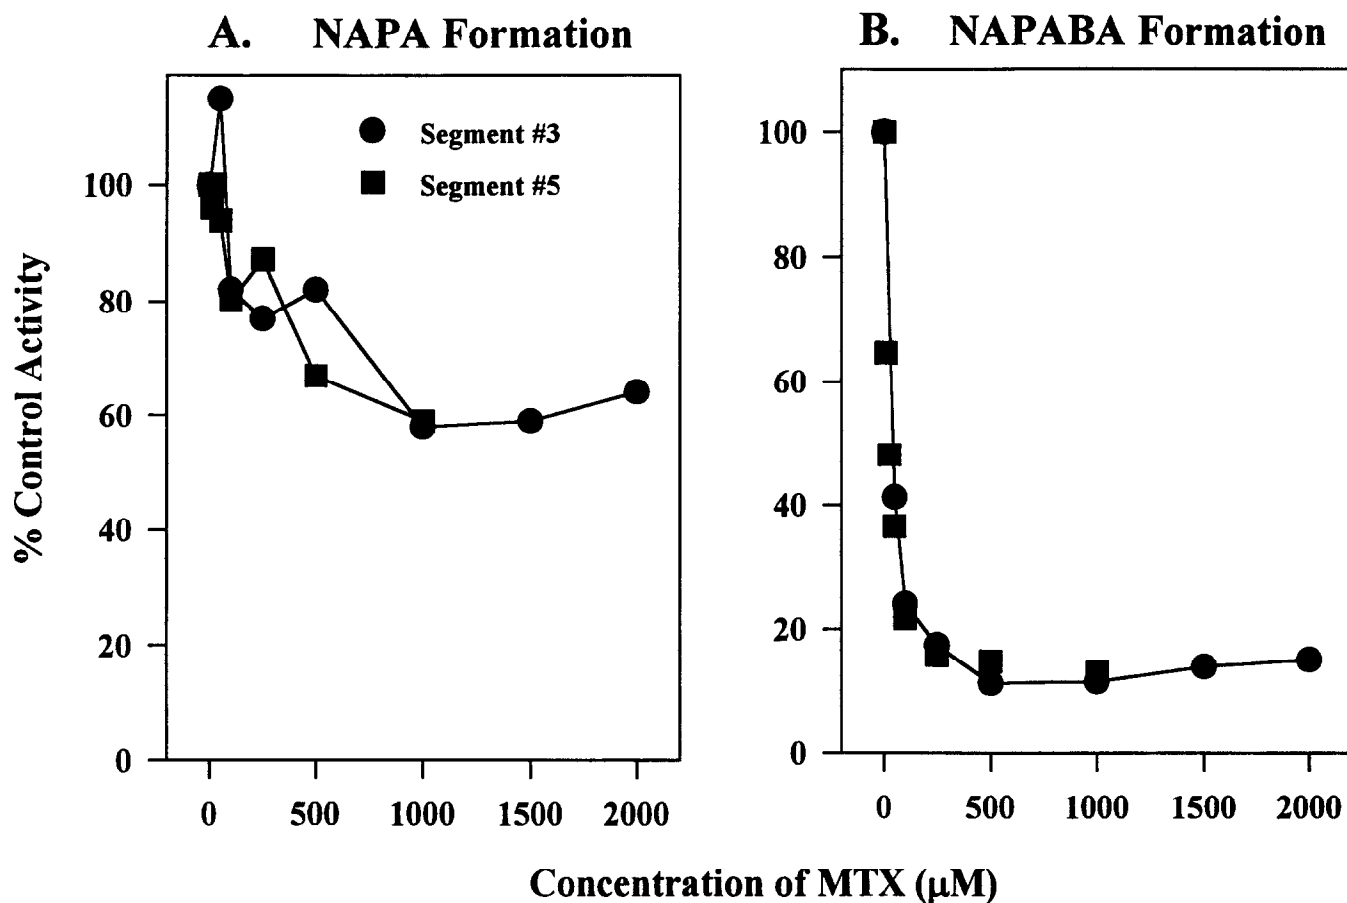 A. NAPA Formation
B. NAPABA Formation
Segment #3
Segment #5
% Control Activity
100
80
60
40
20
0
0 500 1000 1500 2000
100
80
60
40
20
0
0 500 1000 1500 2000
Concentration of MTX (μM)